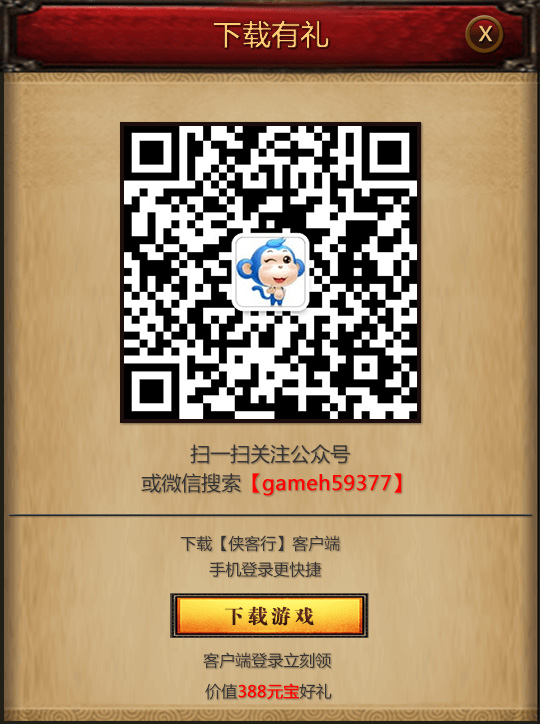 下载有礼
X
扫一扫关注公众号
或微信搜索【gameh59377】
下载【侠客行】客户端
手机登录更快捷
下载游戏
客户端登录立刻领
价值388元宝好礼